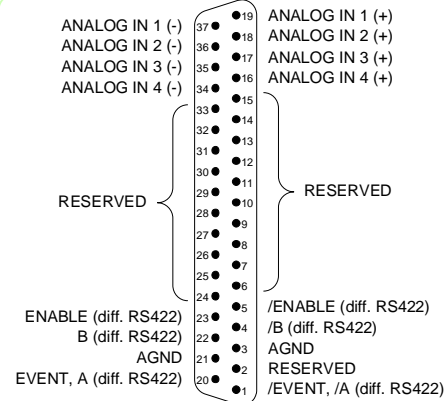 ANALOG IN 1 (-)
ANALOG IN 2 (-)
ANALOG IN 3 (-)
ANALOG IN 4 (-)
RESERVED
ENABLE (diff. RS422)
B (diff. RS422)
AGND
EVENT, A (diff. RS422)
37
36
35
34
33
32
31
30
29
28
27
26
25
24
23
22
21
20
19
18
17
16
15
14
13
12
11
10
9
8
7
6
5
4
3
2
1
ANALOG IN 1 (+)
ANALOG IN 2 (+)
ANALOG IN 3 (+)
ANALOG IN 4 (+)
RESERVED
/ENABLE (diff. RS422)
/B (diff. RS422)
AGND
RESERVED
/EVENT, /A (diff. RS422)